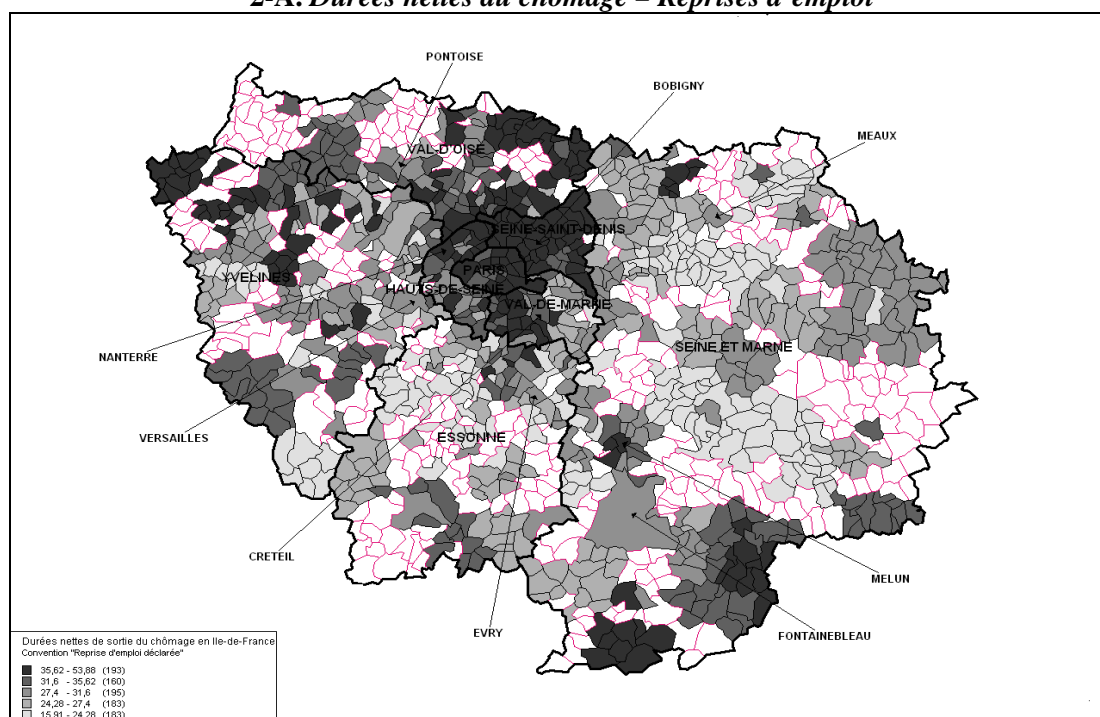 2-A. Durées nettes du chômage – Reprises d'emploi
PONTOISE
BOBIGNY
MEAUX
VAL-D'OISE
SEINE-SAINT-DENIS
PARIS
YVELINES
HAUTS-DE-SEINE
VAL-DE-MARNE
SEINE ET MARNE
NANTERRE
VERSAILLES
ESSONNE
CRETEIL
MELUN
EVRY
FONTAINEBLEAU
Durées nettes de sortie du chômage en Ile-de-France
Convention "Reprise d'emploi déclarée"
35,62 - 53,88 (193)
31,6 - 35,62 (160)
27,4 - 31,6 (195)
24,28 - 27,4 (183)
15,91 - 24,28 (183)